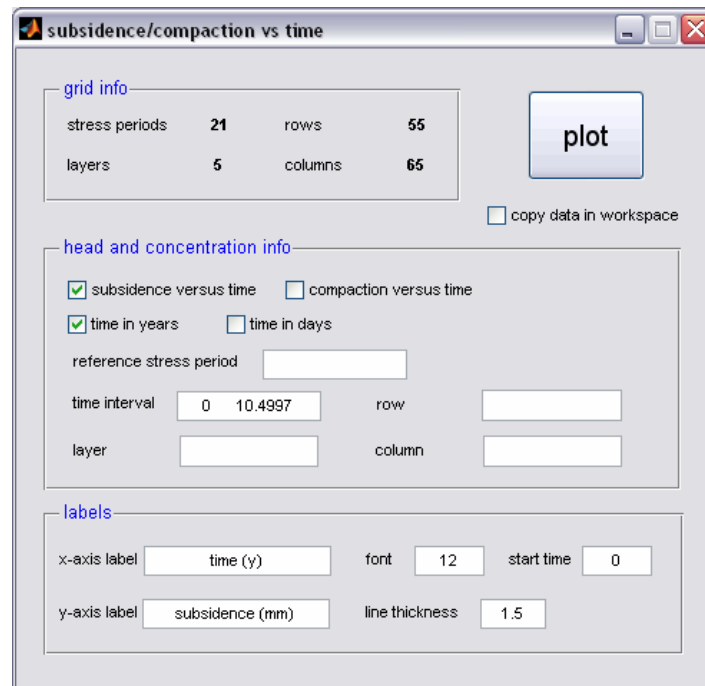 subsidence/compaction vs time
grid info
stress periods 21 rows 55
layers 5 columns 65
plot
copy data in workspace
head and concentration info
subsidence versus time compaction versus time
time in years time in days
reference stress period
time interval 0 10.4997 row
layer column
labels
x-axis label time (y) font 12 start time 0
y-axis label subsidence (mm) line thickness 1.5